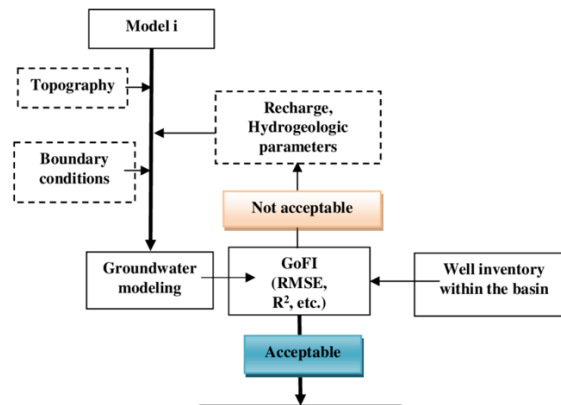 Model i
Topography
Recharge,
Hydrogeologic
parameters
Boundary
conditions
Not acceptable
Groundwater
modeling
GoFI
(RMSE,
R², etc.)
Well inventory
within the basin
Acceptable